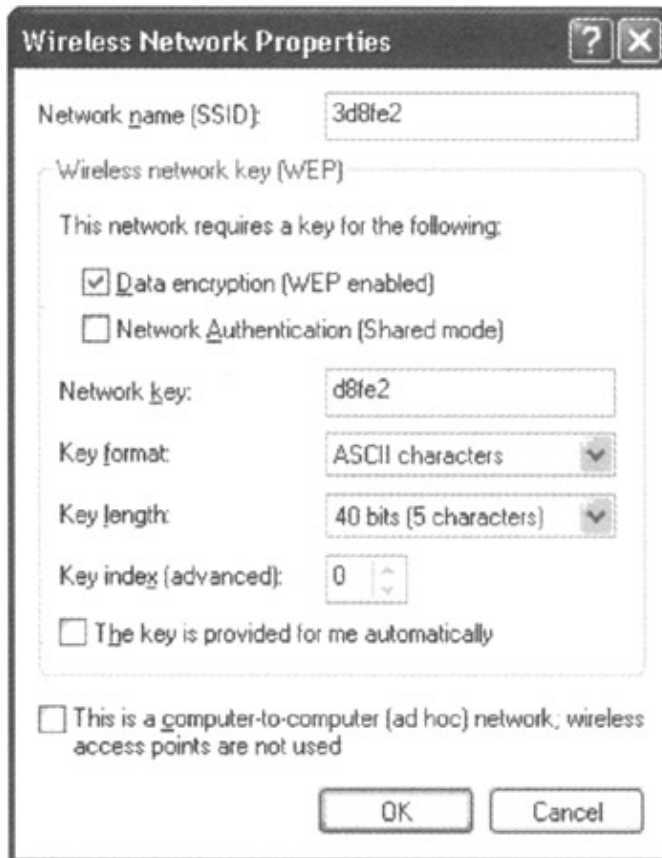 Wireless Network Properties
Network name (SSID): 3d8fe2
Wireless network key (WEP)
This network requires a key for the following:
Data encryption (WEP enabled)
Network Authentication (Shared mode)
Network key: d8fe2
Key format: ASCII characters
Key length: 40 bits (5 characters)
Key index (advanced): 0
The key is provided for me automatically
This is a computer-to-computer (ad hoc) network; wireless
access points are not used
OK Cancel